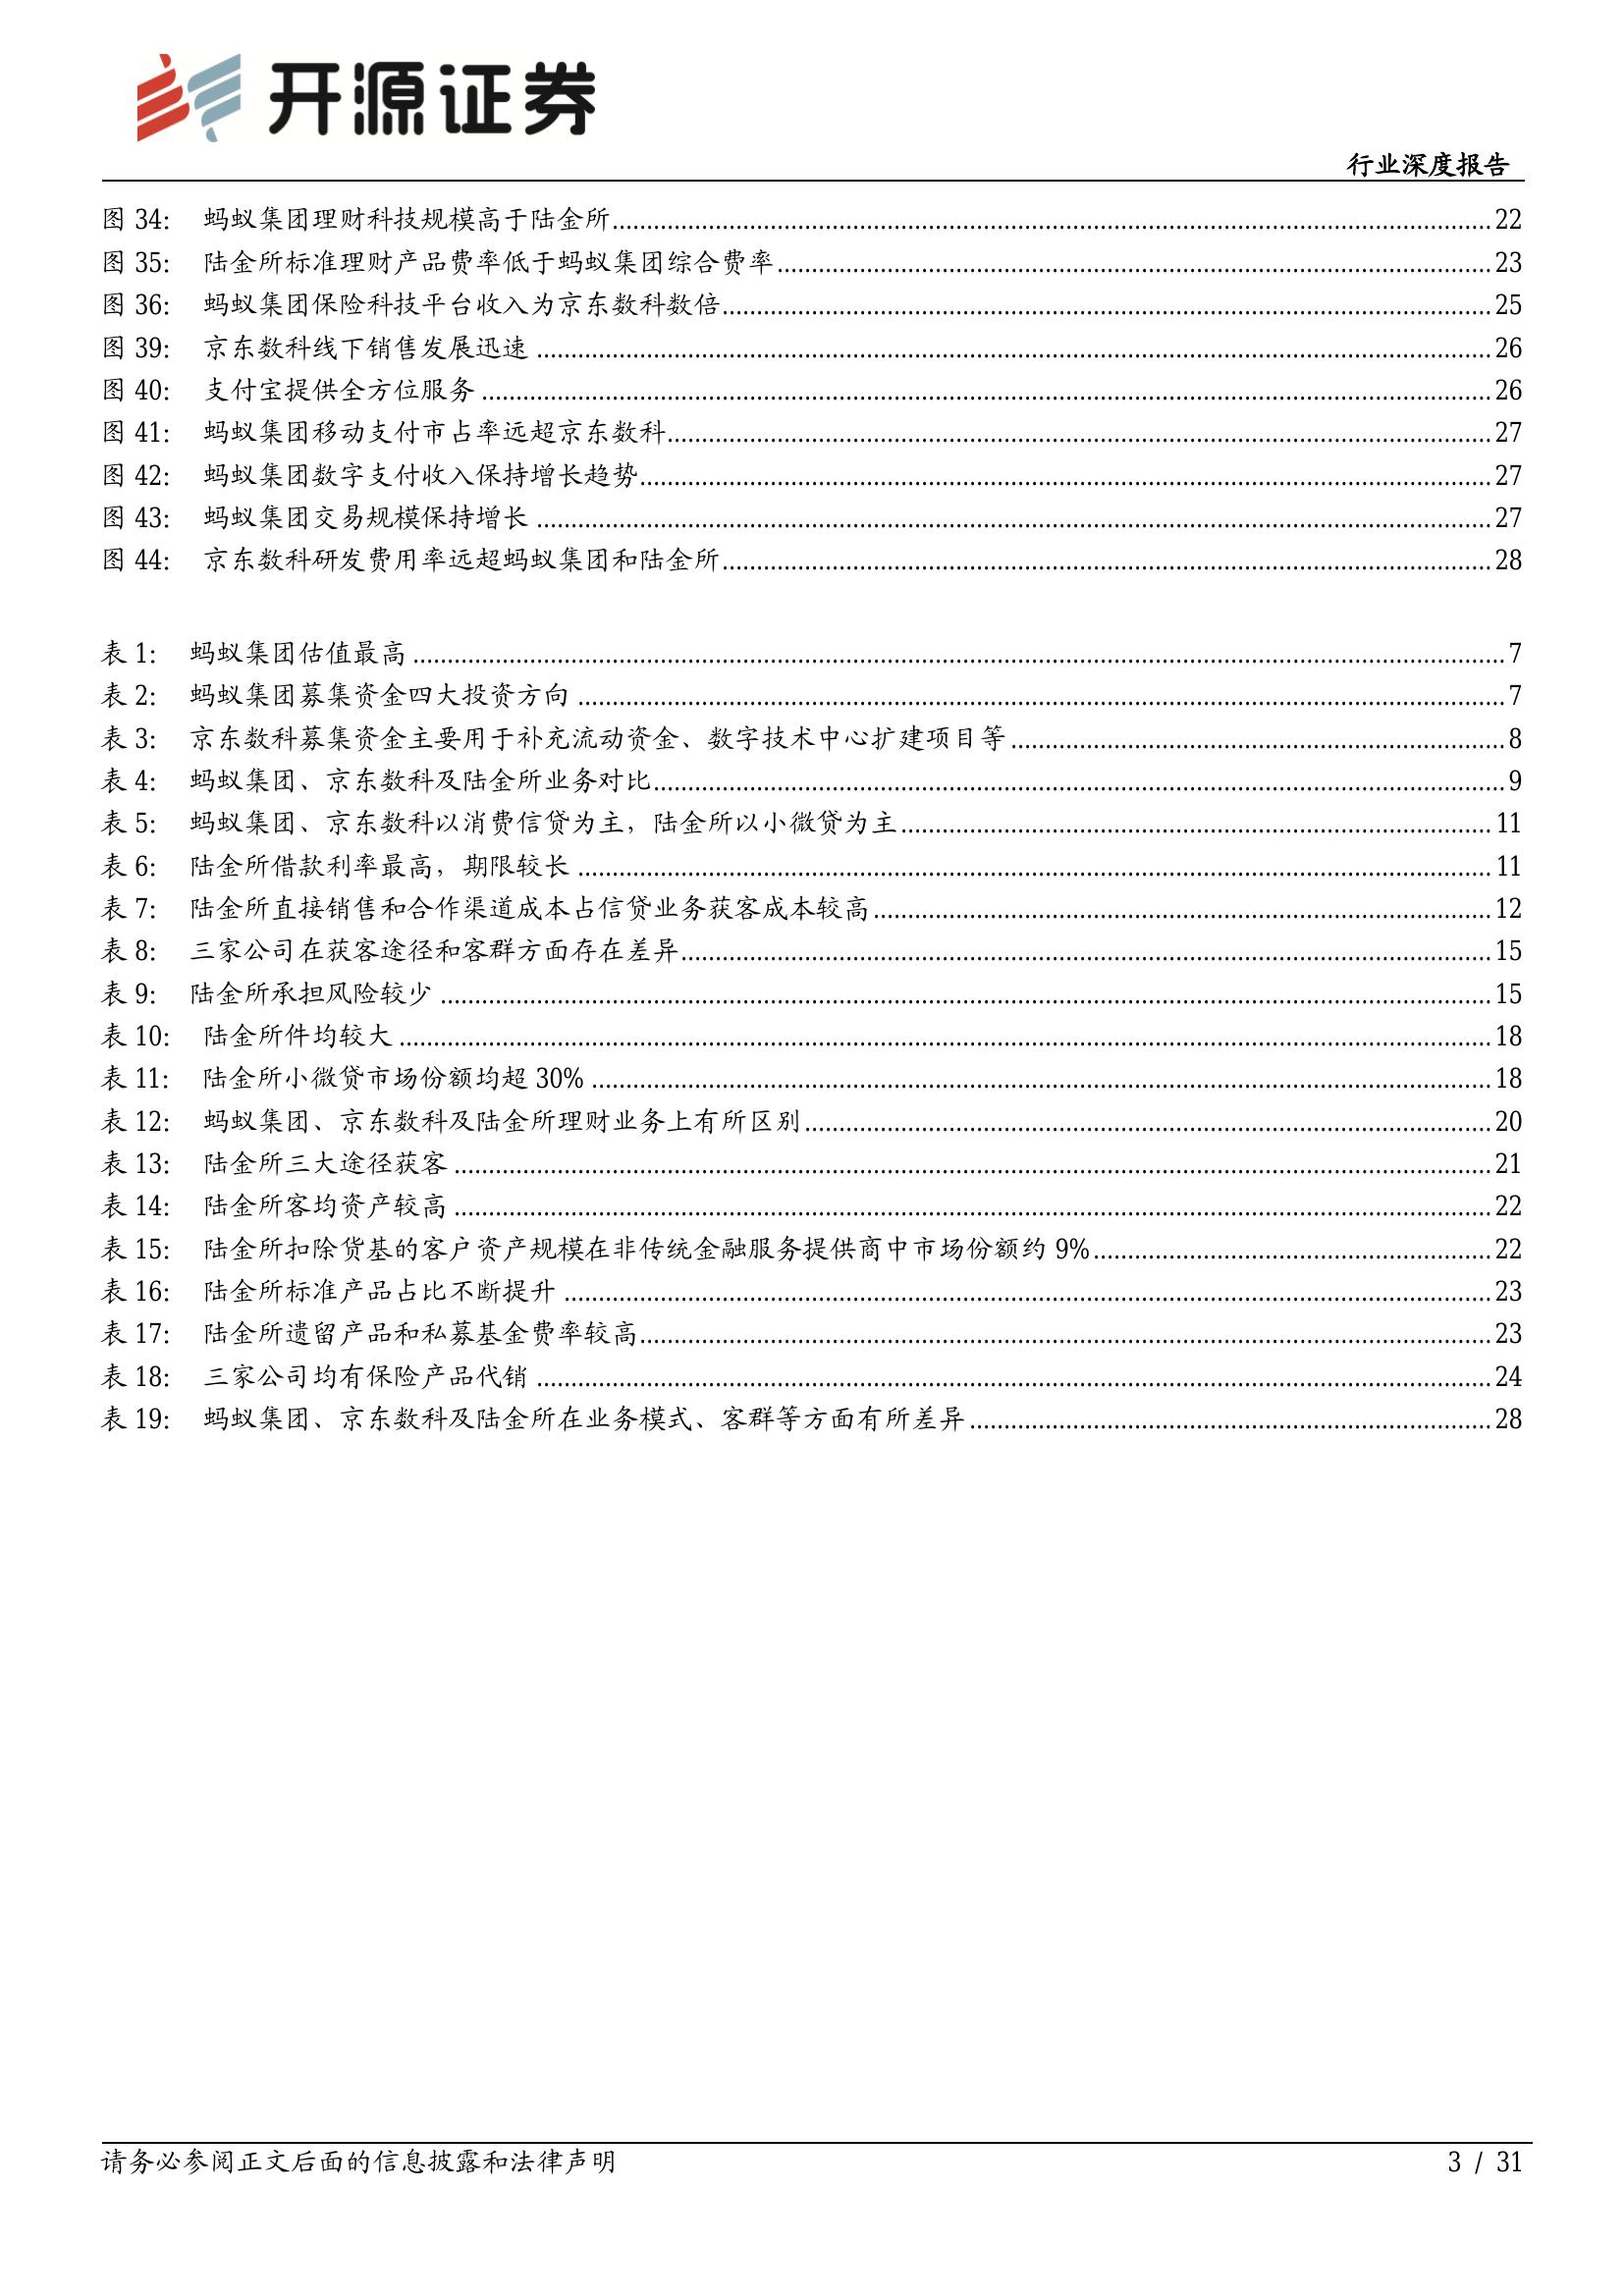 开源证券
行业深度报告
图 34： 蚂蚁集团理财科技规模高于陆金所 22
图 35： 陆金所标准理财产品费率低于蚂蚁集团综合费率 23
图 36： 蚂蚁集团保险科技平台收入为京东数科数倍 25
图 39： 京东数科线下销售发展迅速 26
图 40： 支付宝提供全方位服务 26
图 41： 蚂蚁集团移动支付市占率远超京东数科 27
图 42： 蚂蚁集团数字支付收入保持增长趋势 27
图 43： 蚂蚁集团交易规模保持增长 27
图 44： 京东数科研发费用率远超蚂蚁集团和陆金所 28
表 1： 蚂蚁集团估值最高 7
表 2： 蚂蚁集团募集资金四大投资方向 7
表 3： 京东数科募集资金主要用于补充流动资金、数字技术中心扩建项目等 8
表 4： 蚂蚁集团、京东数科及陆金所业务对比 9
表 5： 蚂蚁集团、京东数科以消费信贷为主，陆金所以小微贷为主 11
表 6： 陆金所借款利率最高，期限较长 11
表 7： 陆金所直接销售和合作渠道成本占信贷业务获客成本较高 12
表 8： 三家公司在获客途径和客群方面存在差异 15
表 9： 陆金所承担风险较少 15
表 10： 陆金所件均较大 18
表 11： 陆金所小微贷市场份额均超 30% 18
表 12： 蚂蚁集团、京东数科及陆金所理财业务上有所区别 20
表 13： 陆金所三大途径获客 21
表 14： 陆金所客均资产较高 22
表 15： 陆金所扣除货基的客户资产规模在非传统金融服务提供商中市场份额约 9% 22
表 16： 陆金所标准产品占比不断提升 23
表 17： 陆金所遗留产品和私募基金费率较高 23
表 18： 三家公司均有保险产品代销 24
表 19： 蚂蚁集团、京东数科及陆金所在业务模式、客群等方面有所差异 28
请务必参阅正文后面的信息披露和法律声明 3 / 31